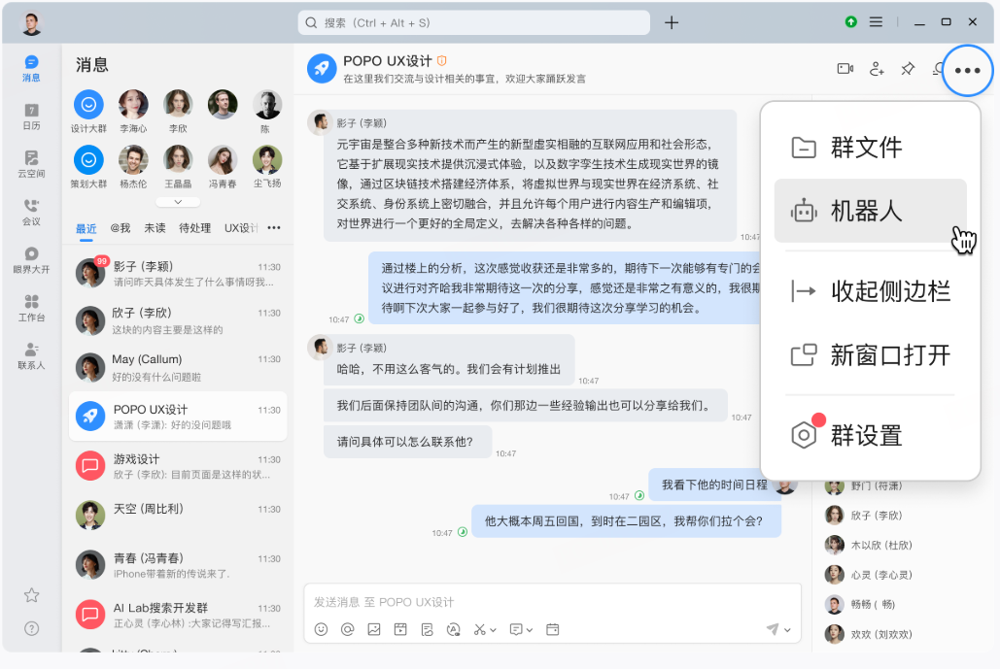 搜索 (Ctrl + Alt + S)
消息
7
日历
云空间
会议
眼界大开
工作台
联系人
消息
设计大群
李海心
李欣
陈
策划大群
杨杰伦
王晶晶
冯青春
尘飞扬
最近
@我
未读
待处理
UX设计
99
影子 (李颖)
11:30
请问昨天具体发生了什么事情呀我...
欣子 (李欣)
11:30
这块的内容主要是这样的
May (Callum)
11:30
好的没有什么问题啦
POPO UX设计
11:30
潇潇 (李潇): 好的没问题哦
游戏设计
11:30
欣子 (李欣): 目前页面是这样的状...
天空 (周比利)
11:30
青春 (冯青春)
11:30
iPhone带着新的传说来了.
AI Lab搜索开发群
11:30
正心灵 (李心林) :大家记得写汇报...
POPO UX设计
在这里我们交流与设计相关的事宜，欢迎大家踊跃发言
影子 (李颖)
元宇宙是整合多种新技术而产生的新型虚实相融的互联网应用和社会形态，
它基于扩展现实技术提供沉浸式体验，以及数字孪生技术生成现实世界的镜
像，通过区块链技术搭建经济体系，将虚拟世界与现实世界在经济系统、社
交系统、身份系统上密切融合，并且允许每个用户进行内容生产和编辑项，
对世界进行一个更好的全局定义，去解决各种各样的问题。
10:47
通过楼上的分析，这次感觉收获还是非常多的，期待下一次能够有专门的会
议进行对齐哈我非常期待这一次的分享，感觉还是非常之有意义的，我很期
待啊下次大家一起参与好了，我们很期待这次分享学习的机会。
10:47
影子 (李颖)
哈哈，不用这么客气的。我们会有计划推出
10:47
我们后面保持团队间的沟通，你们那边一些经验输出也可以分享给我们。
10:47
请问具体可以怎么联系他？
10:47
我看下他的时间日程
10:47
他大概本周五回国，到时在二园区，我帮你们拉个会？
10:47
发送消息 至 POPO UX设计
群文件
机器人
收起侧边栏
新窗口打开
群设置
野门 (符潇)
欣子 (李欣)
木以欣 (杜欣)
心灵 (李心灵)
畅畅 ( 畅)
欢欢 (刘欢欢)